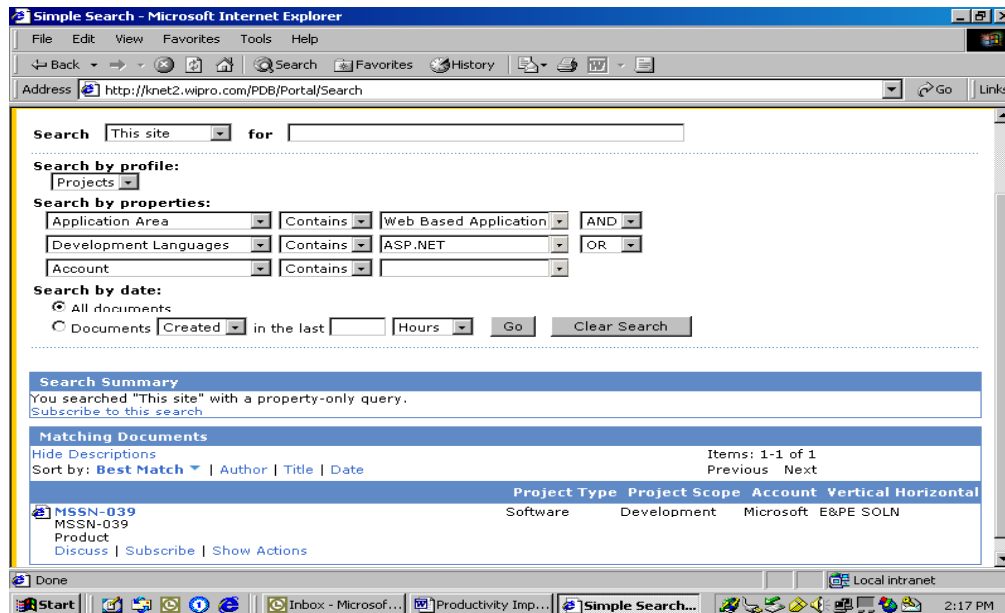 Simple Search - Microsoft Internet Explorer
File Edit View Favorites Tools Help
Back Search Favorites History
Address http://knet2.wipro.com/PDB/Portal/Search Go Links
Search This site for
Search by profile:
Projects
Search by properties:
Application Area Contains Web Based Application AND
Development Languages Contains ASP.NET OR
Account Contains
Search by date:
All documents
Documents Created in the last Hours Go Clear Search
Search Summary
You searched "This site" with a property-only query.
Subscribe to this search
Matching Documents
Hide Descriptions Items: 1-1 of 1
Sort by: Best Match | Author | Title | Date Previous Next
Project Type Project Scope Account Vertical Horizontal
MSSN-039 Software Development Microsoft E&PE SOLN
MSSN-039
Product
Discuss | Subscribe | Show Actions
Done Local intranet
Start Inbox - Microsof... Productivity Imp... Simple Search... 2:17 PM